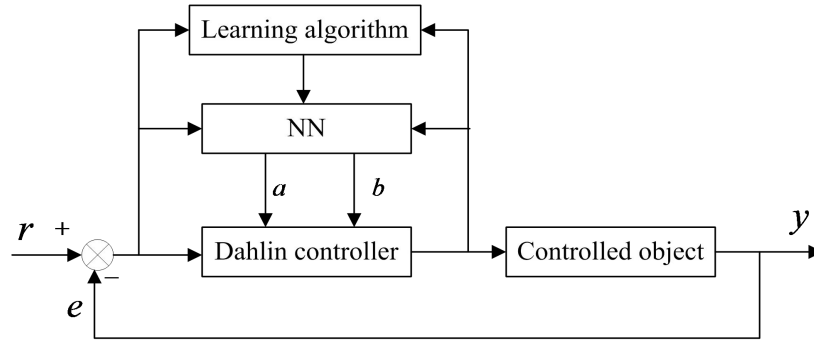 Learning algorithm
NN
a b
r + Dahlin controller Controlled object y
−
e